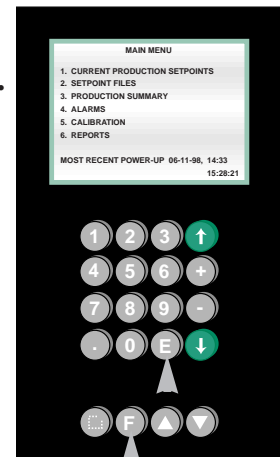 MAIN MENU
1. CURRENT PRODUCTION SETPOINTS
2. SETPOINT FILES
3. PRODUCTION SUMMARY
4. ALARMS
5. CALIBRATION
6. REPORTS
MOST RECENT POWER-UP 06-11-98, 14:33
15:28:21
1 2 3 ↑
4 5 6 +
7 8 9 -
. 0 E ↓
F